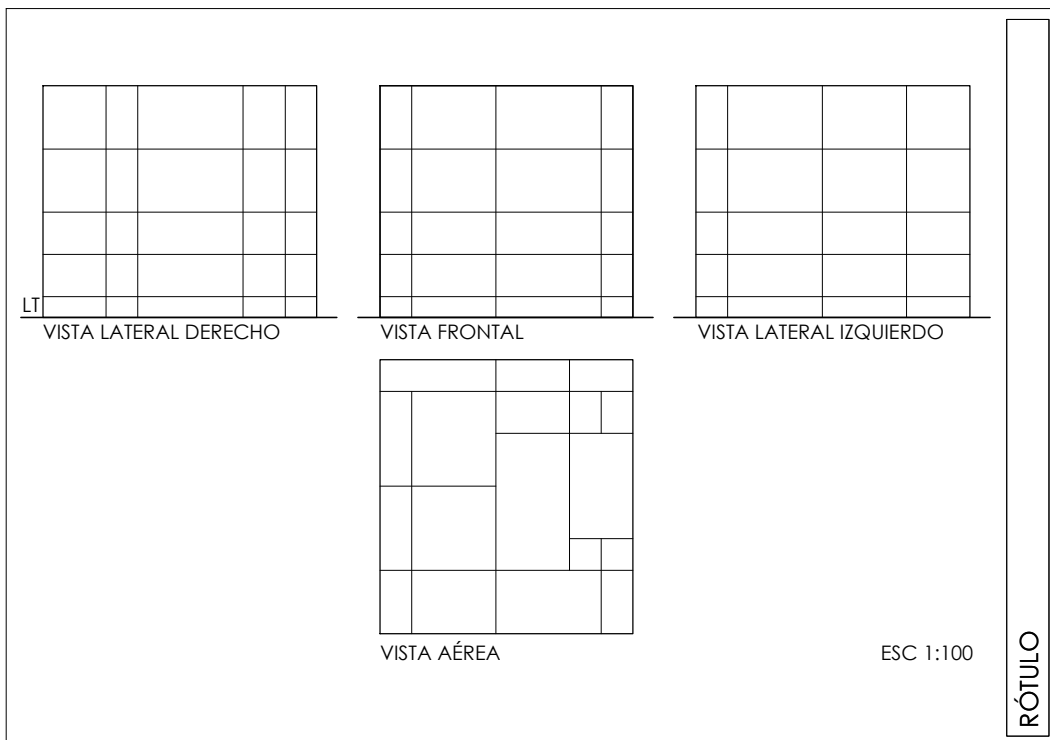 LT
VISTA LATERAL DERECHO
VISTA FRONTAL
VISTA LATERAL IZQUIERDO
VISTA AÉREA
ESC 1:100
RÓTULO